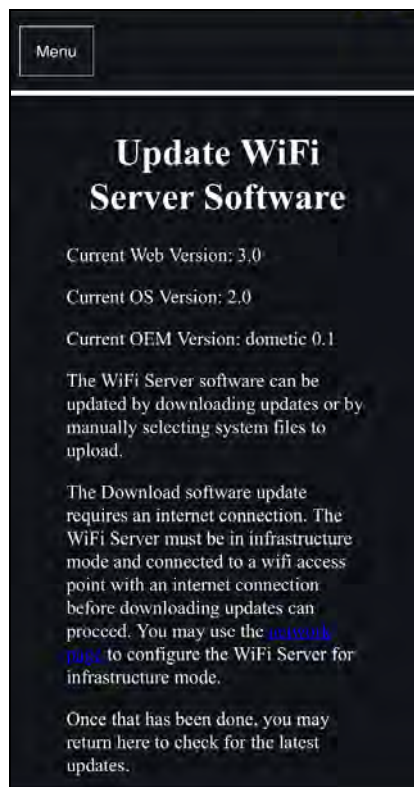 Menu
Update WiFi
Server Software
Current Web Version: 3.0
Current OS Version: 2.0
Current OEM Version: dometic 0.1
The WiFi Server software can be
updated by downloading updates or by
manually selecting system files to
upload.
The Download software update
requires an internet connection. The
WiFi Server must be in infrastructure
mode and connected to a wifi access
point with an internet connection
before downloading updates can
proceed. You may use the
to configure the WiFi Server for
infrastructure mode.
Once that has been done, you may
return here to check for the latest
updates.